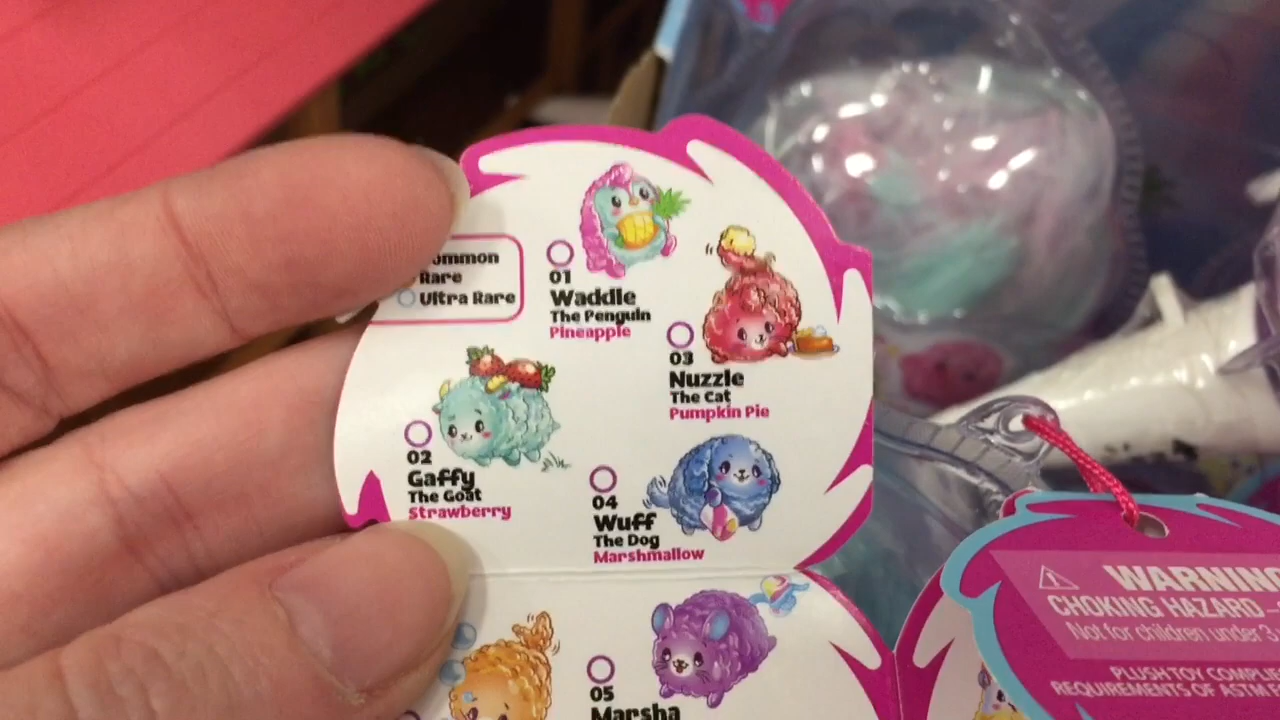 Rare
Ultra Rare
01
Waddle
The Penguin
Pineapple
03
Nuzzle
The Cat
Pumpkin Pie
02
Gaffy
The Goat
Strawberry
04
Wuff
The Dog
Marshmallow
05
Marsha
WARNING
CHOKING HAZARD –
Not for children under 3
PLUSH TOY
REQUIREMENTS OF ASTM